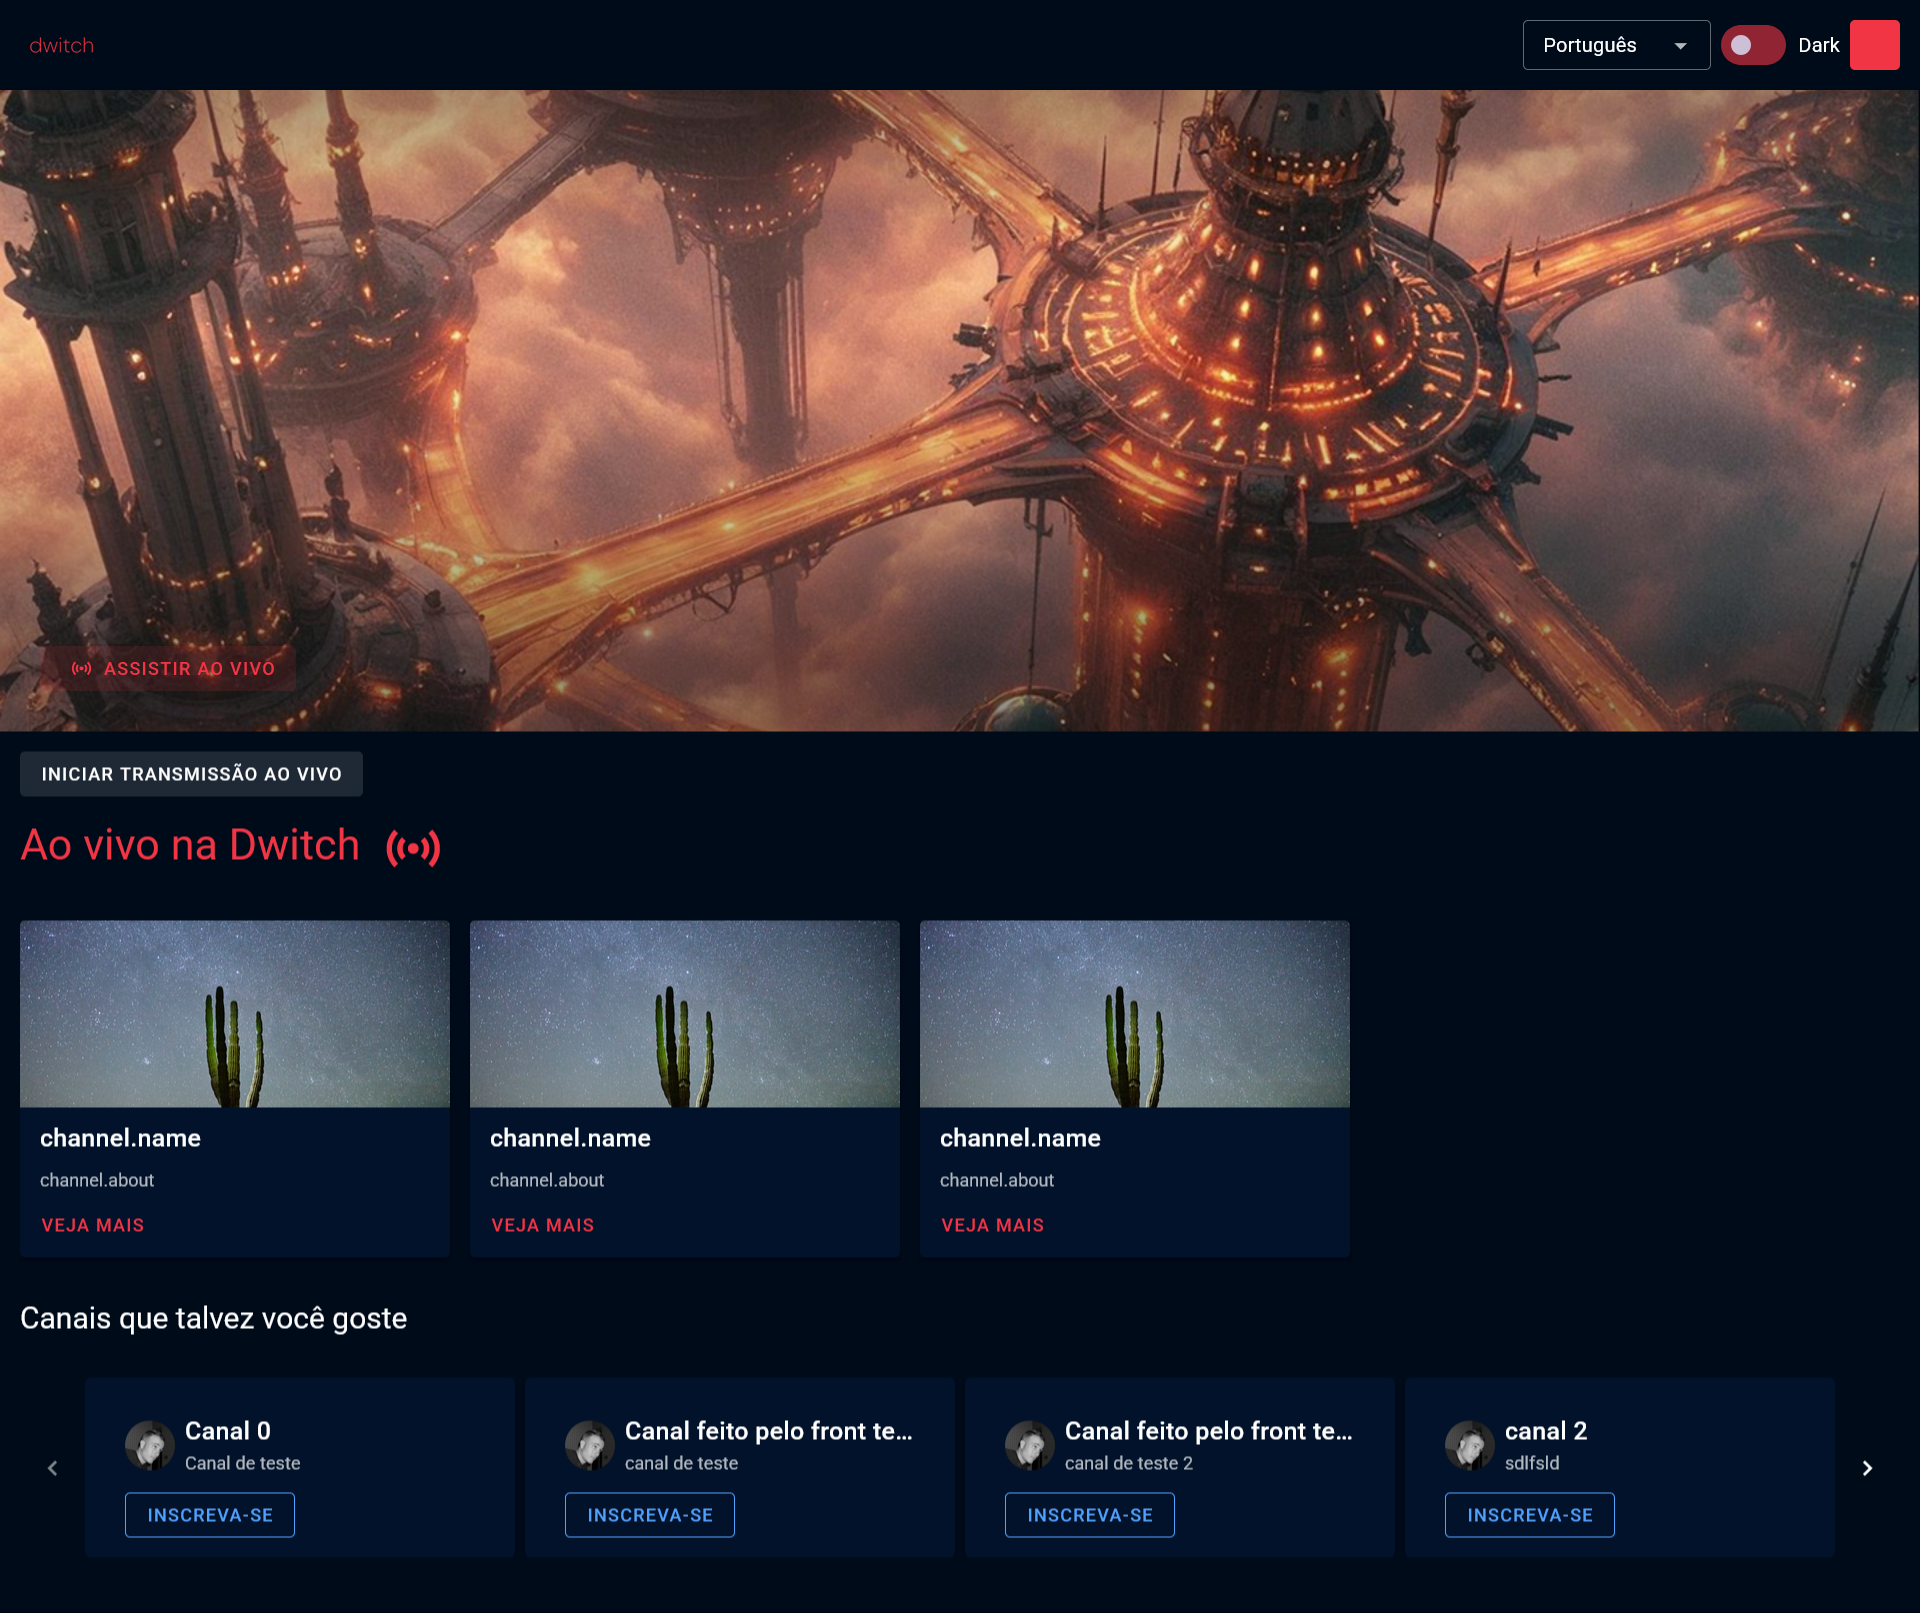 dwitch
Português
Dark
ASSISTIR AO VIVO
INICIAR TRANSMISSÃO AO VIVO
Ao vivo na Dwitch
channel.name
channel.about
VEJA MAIS
channel.name
channel.about
VEJA MAIS
channel.name
channel.about
VEJA MAIS
Canais que talvez você goste
Canal 0
Canal de teste
INSCREVA-SE
Canal feito pelo front te...
canal de teste
INSCREVA-SE
Canal feito pelo front te...
canal de teste 2
INSCREVA-SE
canal 2
sdlfsld
INSCREVA-SE